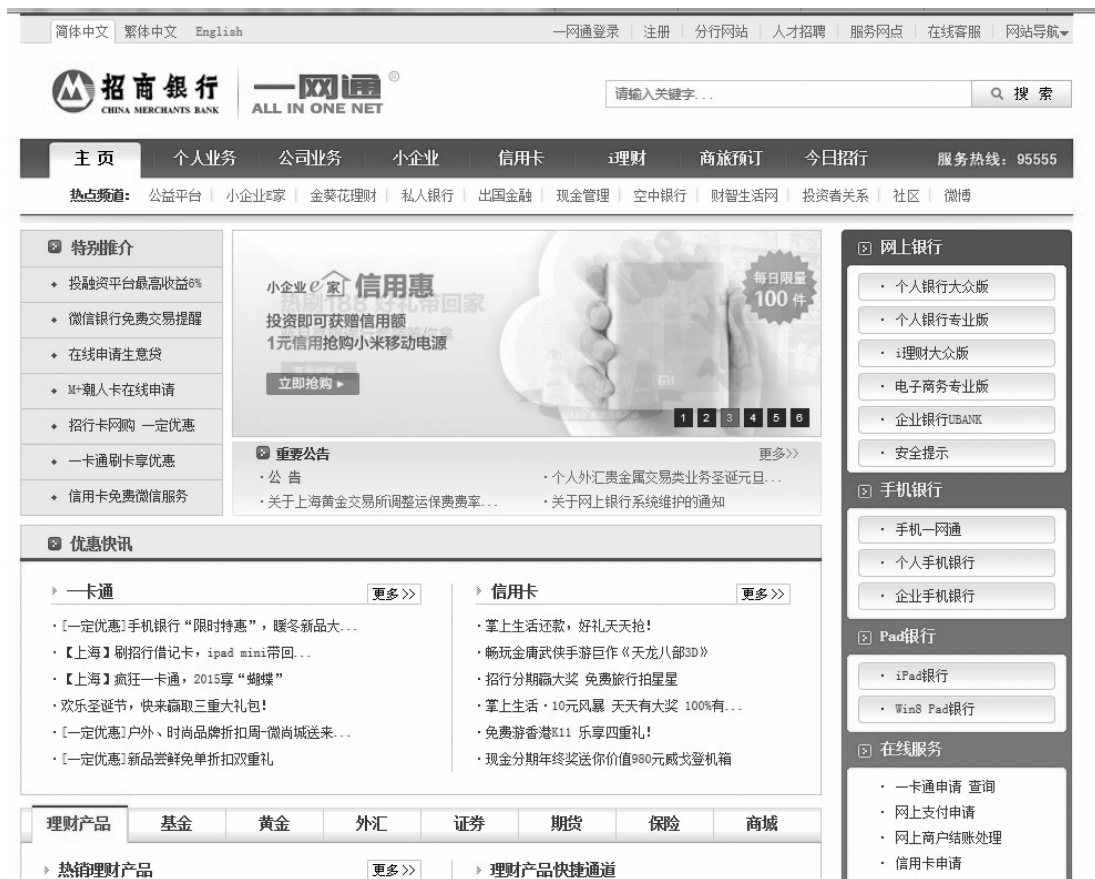 简体中文 繁体中文 English 一网通登录 注册 分行网站 人才招聘 服务网点 在线客服 网站导航
招商银行 一网通 ®
CHINA MERCHANTS BANK ALL IN ONE NET
请输入关键字... 搜 索
主 页 个人业务 公司业务 小企业 信用卡 i理财 商旅预订 今日招行 服务热线：95555
热点频道： 公益平台 小企业E家 金葵花理财 私人银行 出国金融 现金管理 空中银行 财智生活网 投资者关系 社区 微博
特别推介
投融资平台最高收益6%
微信银行免费交易提醒
在线申请生意贷
M+潮人卡在线申请
招行卡网购 一定优惠
一卡通刷卡享优惠
信用卡免费微信服务
小企业e家 信用惠
热刷188 好礼带回家
投资即可获赠信用额
1元信用抢购小米移动电源
立即抢购
每日限量
100 件
1 2 3 4 5 6
重要公告 更多>>
·公 告 ·个人外汇贵金属交易类业务圣诞元旦...
·关于上海黄金交易所调整运保费费率... ·关于网上银行系统维护的通知
优惠快讯
一卡通 更多>>
·[一定优惠]手机银行“限时特惠”，暖冬新品大...
·【上海】刷招行借记卡，ipad mini带回...
·【上海】疯狂一卡通，2015享“蝴蝶”
·欢乐圣诞节，快来赢取三重大礼包！
·[一定优惠]户外、时尚品牌折扣周-微尚城送来...
·[一定优惠]新品尝鲜免单折扣双重礼
信用卡 更多>>
·掌上生活还款，好礼天天抢！
·畅玩金庸武侠手游巨作《天龙八部3D》
·招行分期赢大奖 免费旅行拍星星
·掌上生活·10元风暴 天天有大奖 100%有...
·免费游香港K11 乐享四重礼！
·现金分期年终奖送你价值980元威戈登机箱
理财产品 基金 黄金 外汇 证券 期货 保险 商城
热销理财产品 更多>> 理财产品快捷通道
网上银行
·个人银行大众版
·个人银行专业版
·i理财大众版
·电子商务专业版
·企业银行UBANK
·安全提示
手机银行
·手机一网通
·个人手机银行
·企业手机银行
Pad银行
·iPad银行
·Win8 Pad银行
在线服务
·一卡通申请 查询
·网上支付申请
·网上商户结账处理
·信用卡申请